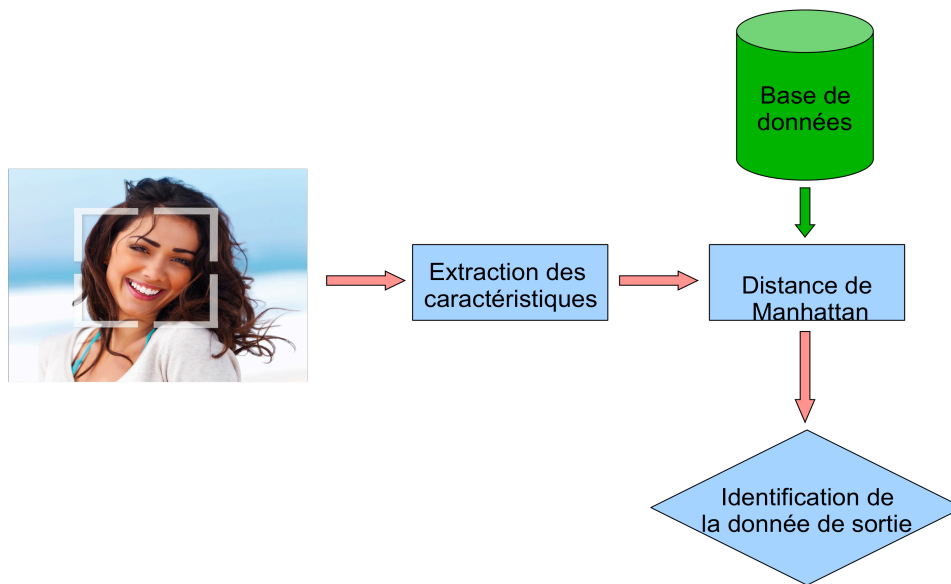 Base de
données
Extraction des
caractéristiques
Distance de
Manhattan
Identification de
la donnée de sortie